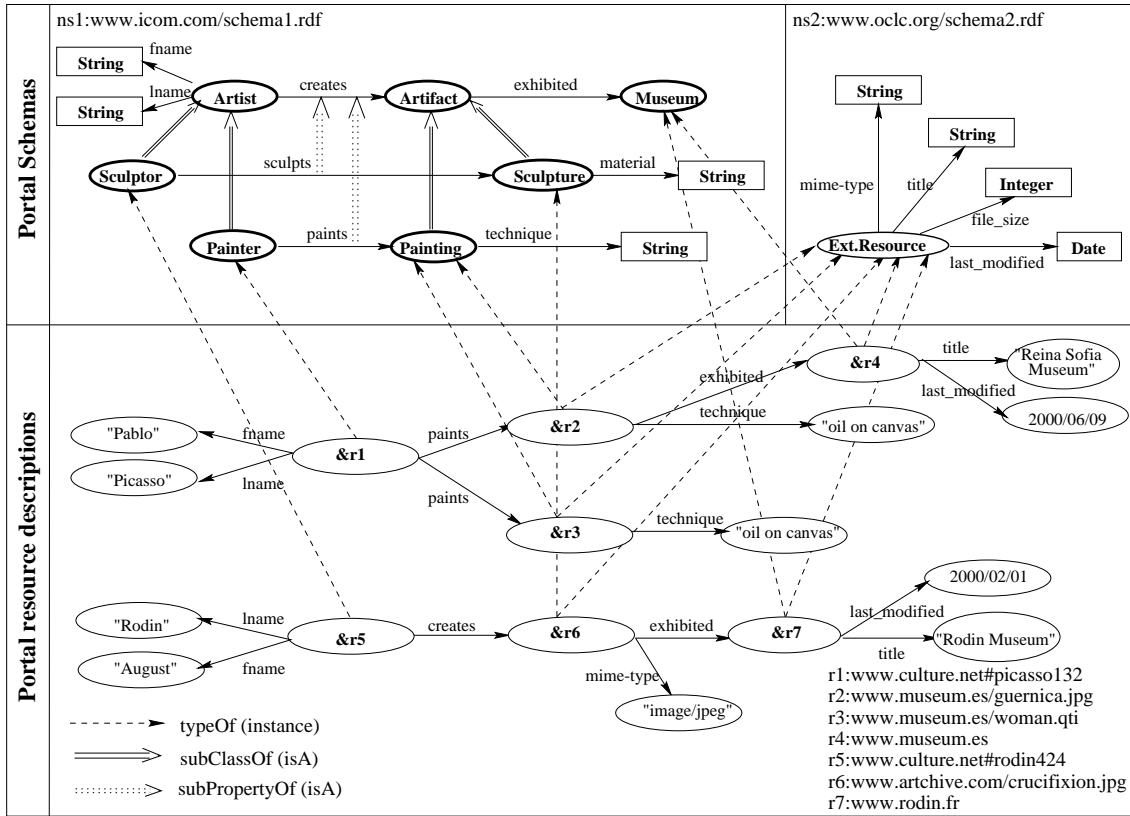 ns1:www.icom.com/schema1.rdf
ns2:www.oclc.org/schema2.rdf
Portal Schemas
fname
String
lname
String
Artist
creates
Artifact
exhibited
Museum
Sculptor
sculpts
Sculpture
material
String
Painter
paints
Painting
technique
String
String
String
mime-type
title
Integer
file_size
Ext.Resource
last_modified
Date
Portal resource descriptions
&r4
title
"Reina Sofia
Museum"
last_modified
2000/06/09
exhibited
"Pablo"
fname
&r1
paints
&r2
technique
"oil on canvas"
"Picasso"
lname
paints
&r3
technique
"oil on canvas"
2000/02/01
"Rodin"
lname
&r5
creates
&r6
exhibited
&r7
last_modified
"Rodin Museum"
title
"August"
fname
mime-type
"image/jpeg"
typeOf (instance)
subClassOf (isA)
subPropertyOf (isA)
r1:www.culture.net#picasso132
r2:www.museum.es/guernica.jpg
r3:www.museum.es/woman.qti
r4:www.museum.es
r5:www.culture.net#rodin424
r6:www.artchive.com/crucifixion.jpg
r7:www.rodin.fr